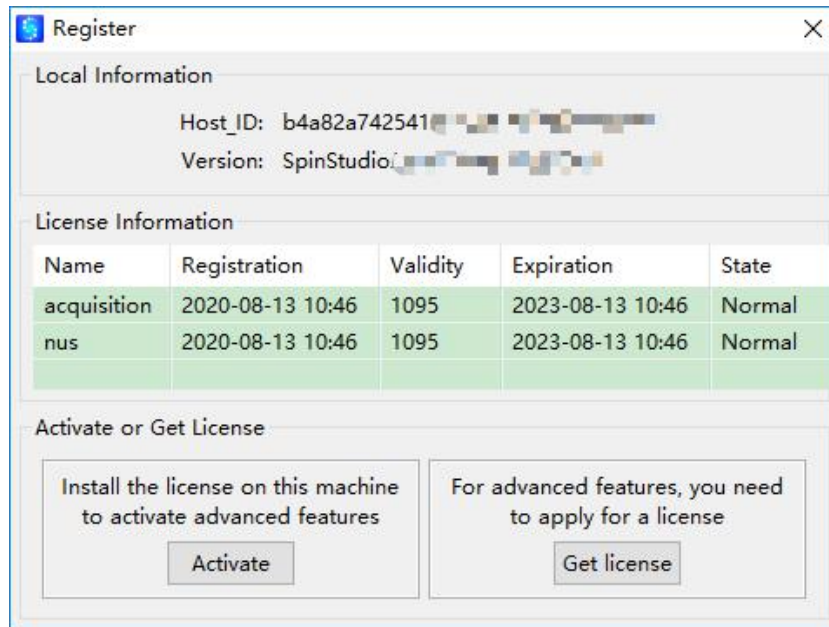 Register
Local Information
Host_ID: b4a82a742541
Version: SpinStudio
License Information
Name Registration Validity Expiration State
acquisition 2020-08-13 10:46 1095 2023-08-13 10:46 Normal
nus 2020-08-13 10:46 1095 2023-08-13 10:46 Normal
Activate or Get License
Install the license on this machine
to activate advanced features
Activate
For advanced features, you need
to apply for a license
Get license